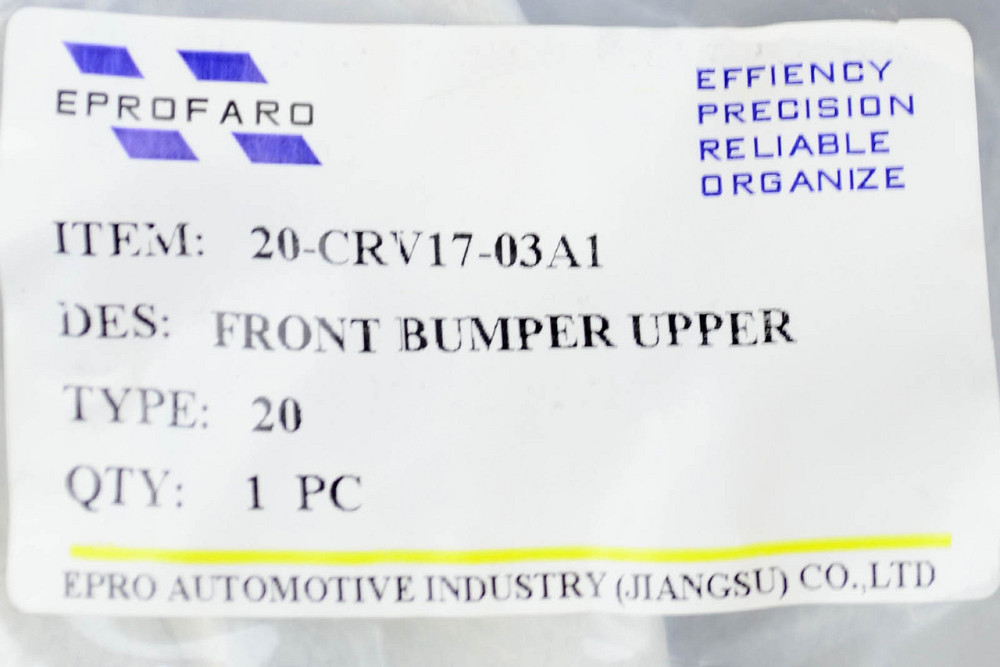 EPROFARO
EFFIENCY
PRECISION
RELIABLE
ORGANIZE
ITEM: 20-CRV17-03A1
DES: FRONT BUMPER UPPER
TYPE: 20
QTY: 1 PC
EPRO AUTOMOTIVE INDUSTRY (JIANGSU) CO.,LTD